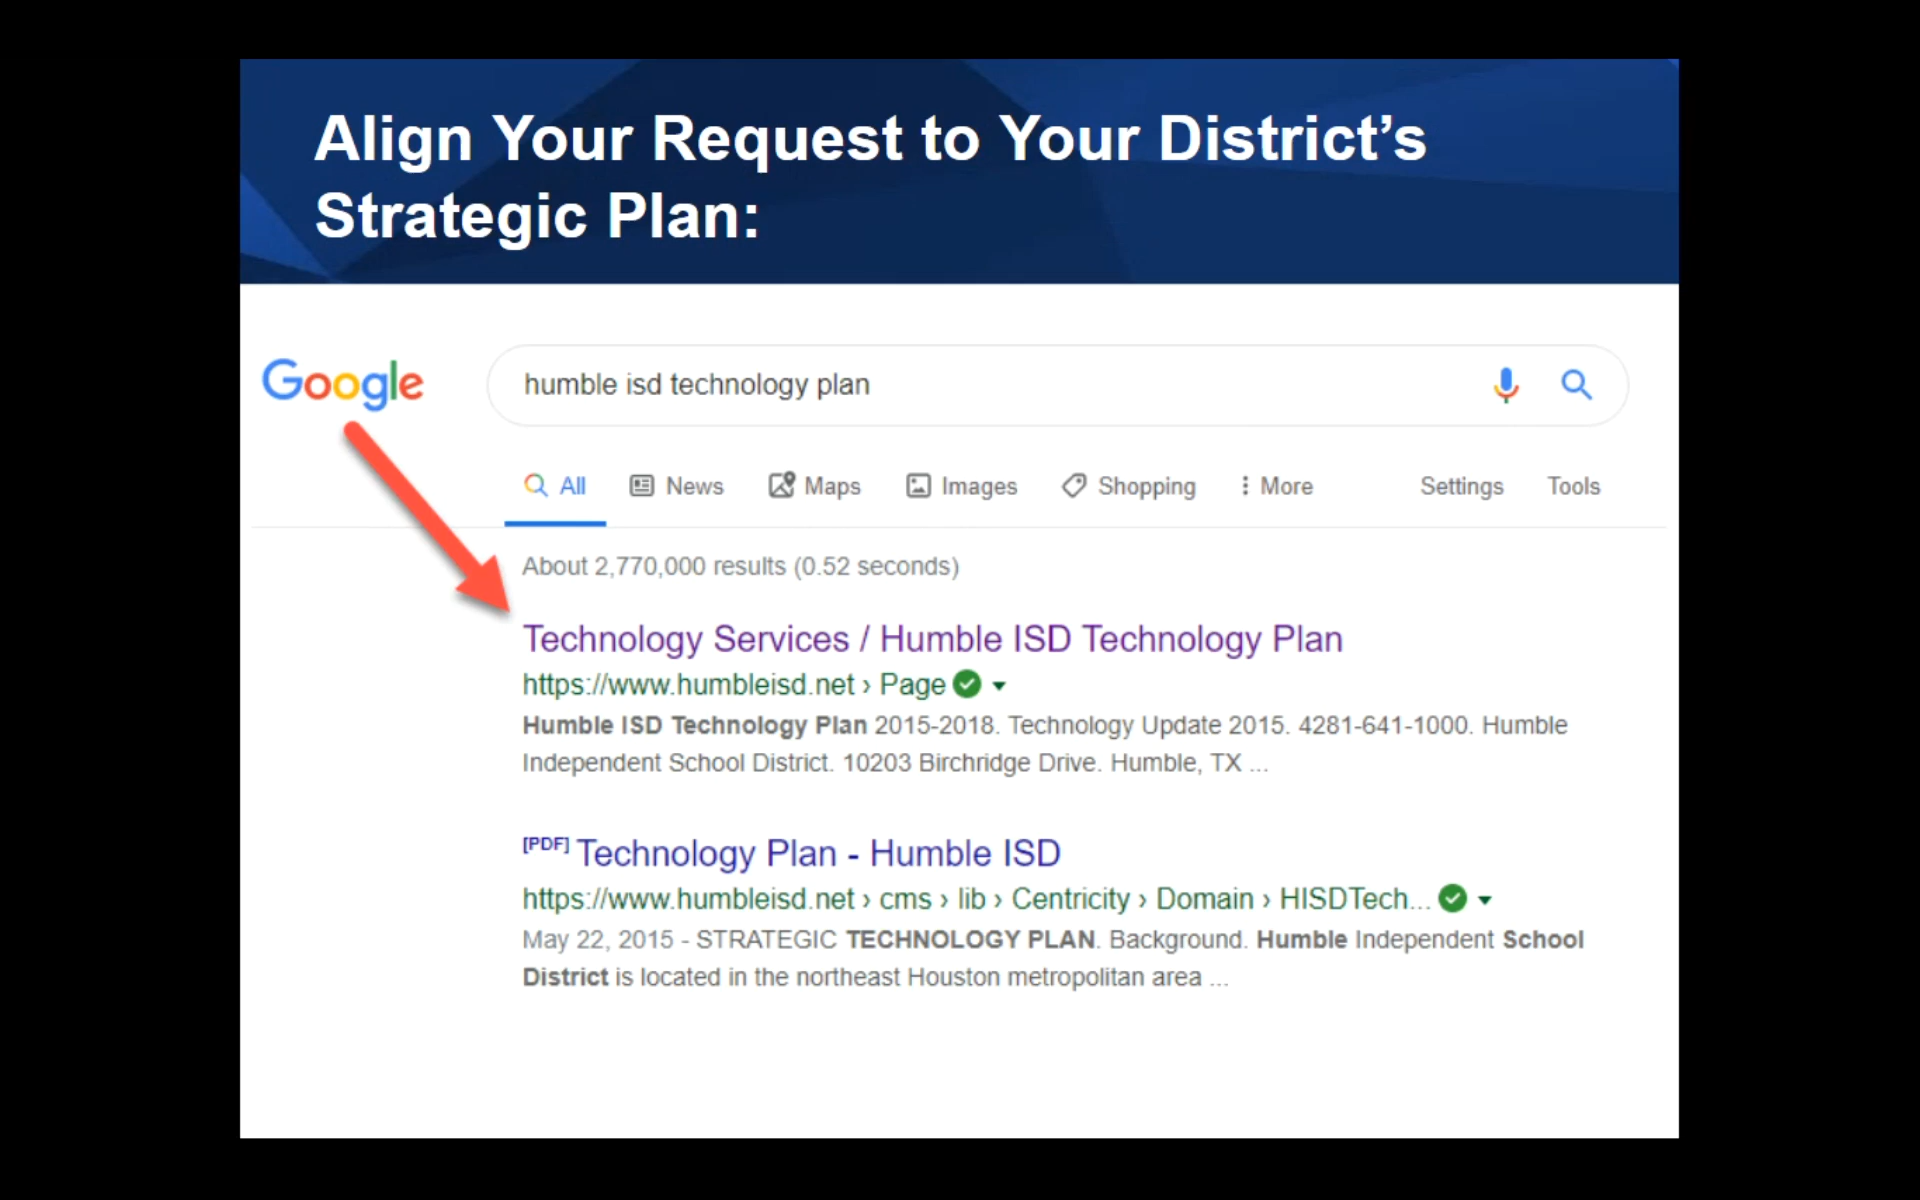 Align Your Request to Your District’s
Strategic Plan:
Google
humble isd technology plan
All News Maps Images Shopping More Settings Tools
About 2,770,000 results (0.52 seconds)
Technology Services / Humble ISD Technology Plan
https://www.humbleisd.net › Page
Humble ISD Technology Plan 2015-2018. Technology Update 2015. 4281-641-1000. Humble
Independent School District. 10203 Birchridge Drive. Humble, TX ...
[PDF] Technology Plan - Humble ISD
https://www.humbleisd.net › cms › lib › Centricity › Domain › HISDTech...
May 22, 2015 - STRATEGIC TECHNOLOGY PLAN. Background. Humble Independent School
District is located in the northeast Houston metropolitan area ...